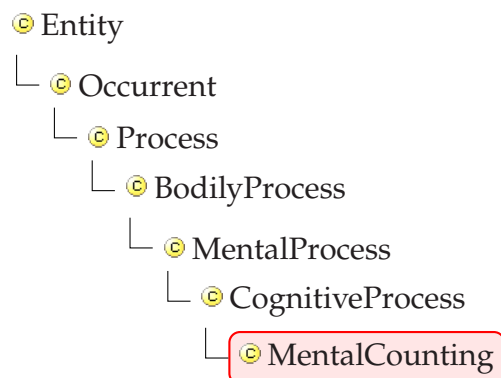 © Entity
© Occurrent
© Process
© BodilyProcess
© MentalProcess
© CognitiveProcess
© MentalCounting